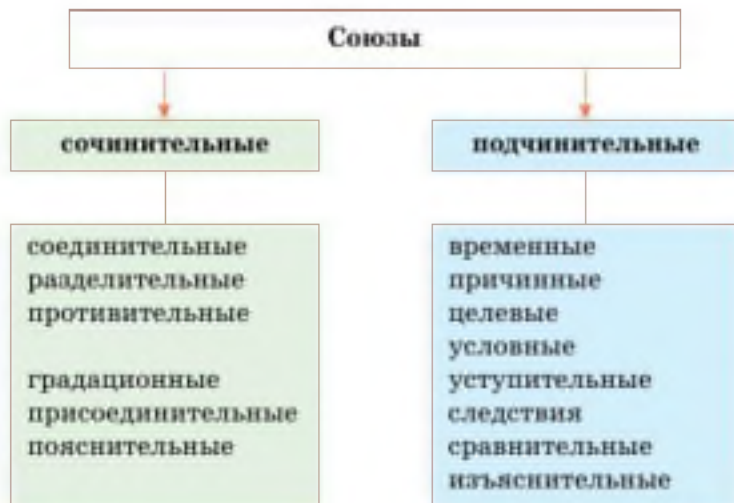 Союзы
сочинительные
соединительные
разделительные
противительные
градационные
присоединительные
пояснительные
подчинительные
временные
причинные
целевые
условные
уступительные
следствия
сравнительные
изъяснительные